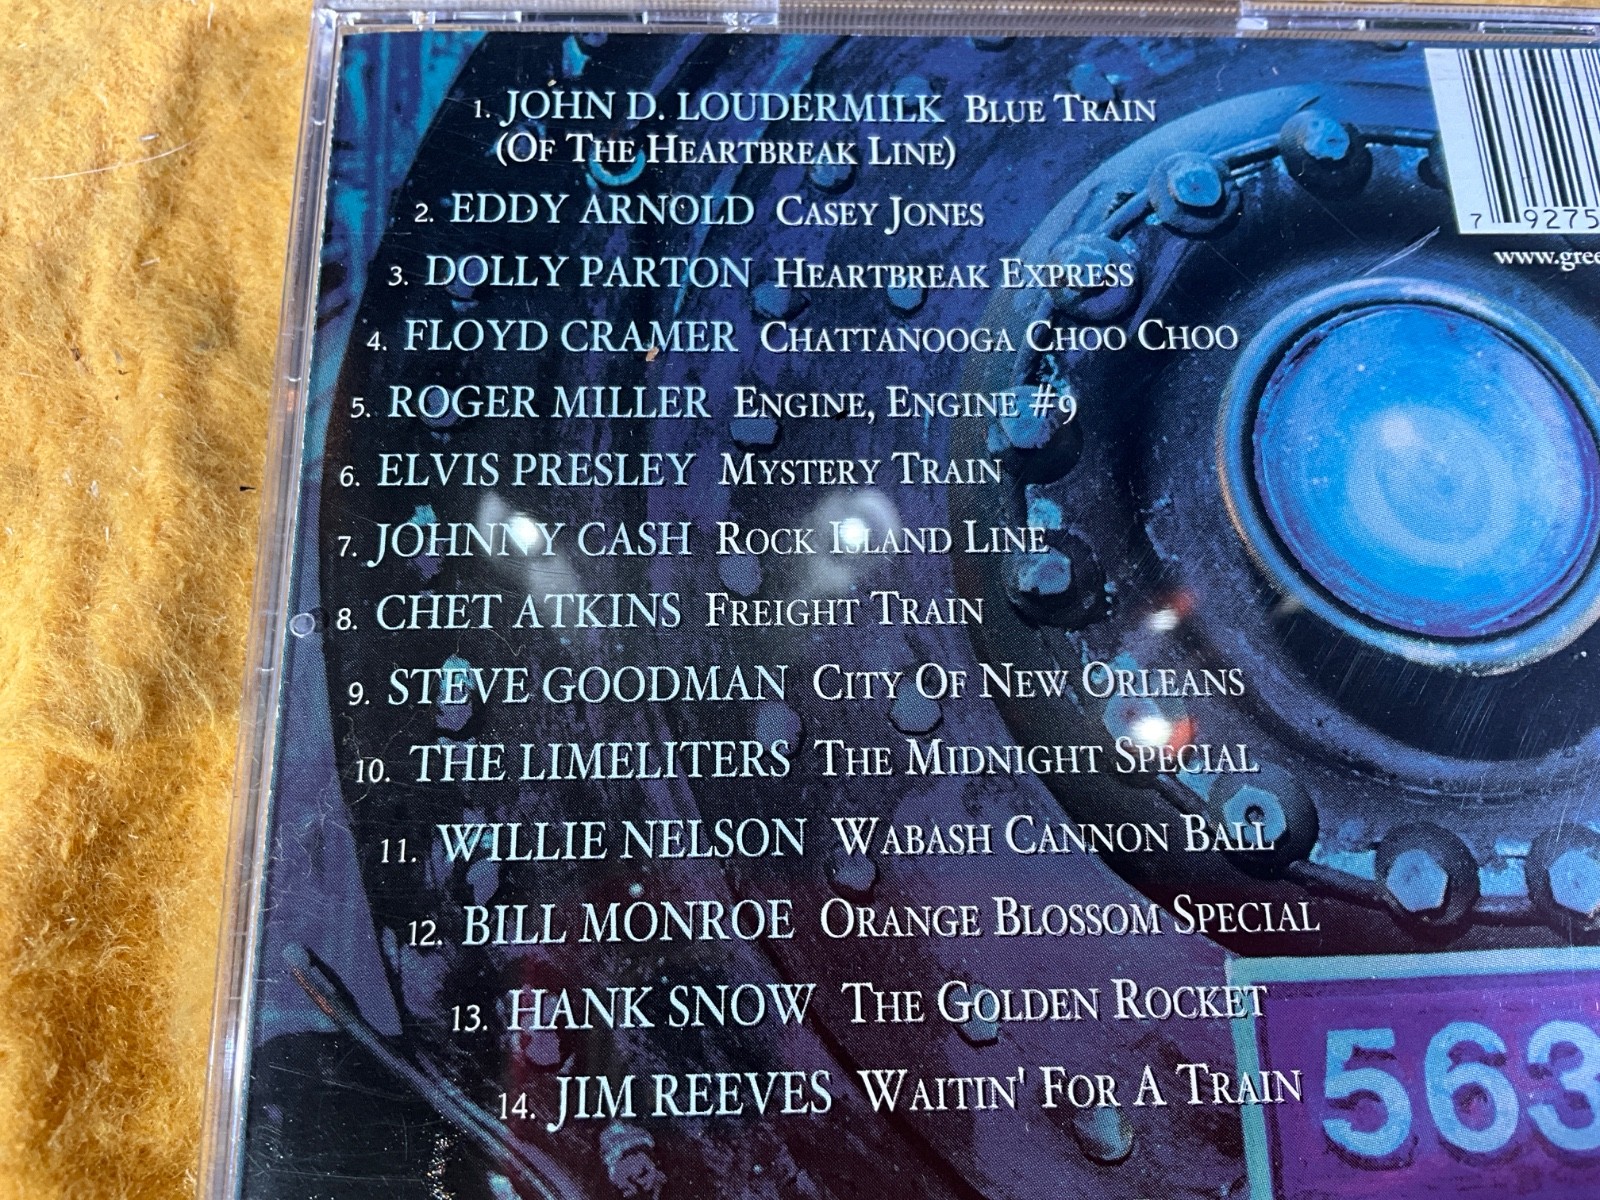 1. JOHN D. LOUDERMILK BLUE TRAIN
(OF THE HEARTBREAK LINE)
2. EDDY ARNOLD CASEY JONES
3. DOLLY PARTON HEARTBREAK EXPRESS
4. FLOYD CRAMER CHATTANOOGA CHOO CHOO
5. ROGER MILLER ENGINE, ENGINE #9
6. ELVIS PRESLEY MYSTERY TRAIN
7. JOHNNY CASH ROCK ISLAND LINE
8. CHET ATKINS FREIGHT TRAIN
9. STEVE GOODMAN CITY OF NEW ORLEANS
10. THE LIMELITERS THE MIDNIGHT SPECIAL
11. WILLIE NELSON WABASH CANNON BALL
12. BILL MONROE ORANGE BLOSSOM SPECIAL
13. HANK SNOW THE GOLDEN ROCKET
14. JIM REEVES WAITIN' FOR A TRAIN
7 9275
www.gree
563